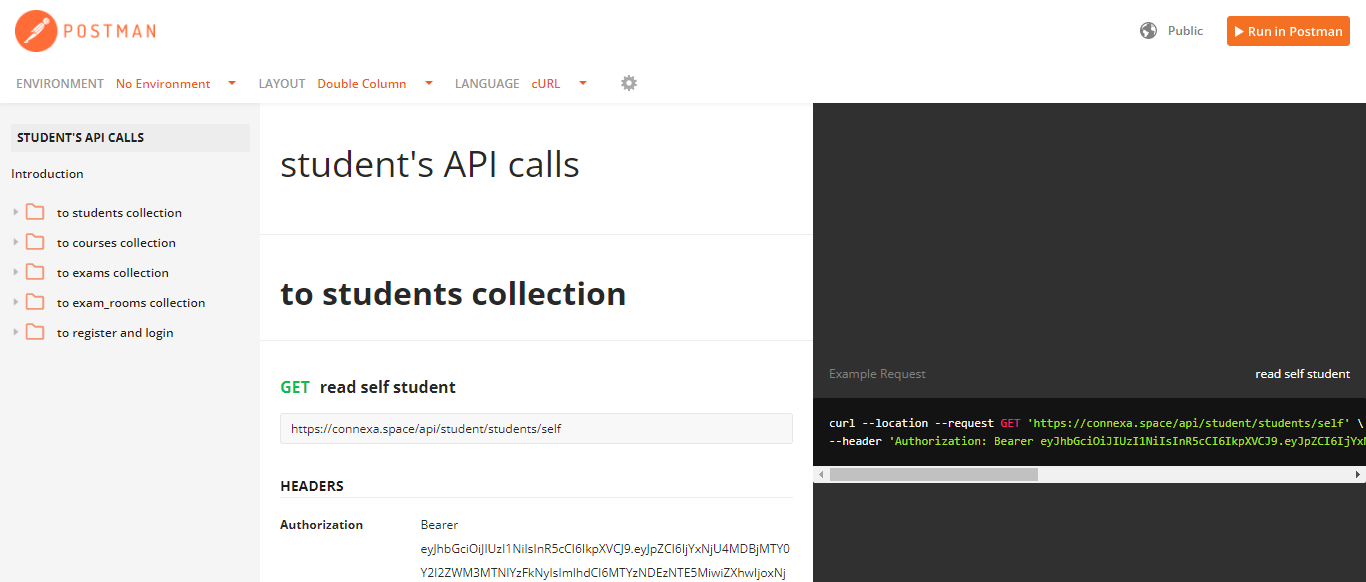 POSTMAN
Public
Run in Postman
ENVIRONMENT No Environment LAYOUT Double Column LANGUAGE cURL
STUDENT'S API CALLS
Introduction
to students collection
to courses collection
to exams collection
to exam_rooms collection
to register and login
student's API calls
to students collection
GET read self student
https://connexa.space/api/student/students/self
HEADERS
Authorization Bearer
eyJhbGciOiJIUzI1NiIsInR5cCI6IkpXVCJ9.eyJpZCI6IjYxNjU4MDBjMTY0
Y2I2ZWM3MTNlYzFkNyIsImlhdCI6MTYzNDEzNTE5MiwiZXhwIjoxNj
Example Request read self student
curl --location --request GET 'https://connexa.space/api/student/students/self' \
--header 'Authorization: Bearer eyJhbGciOiJIUzI1NiIsInR5cCI6IkpXVCJ9.eyJpZCI6IjYxN